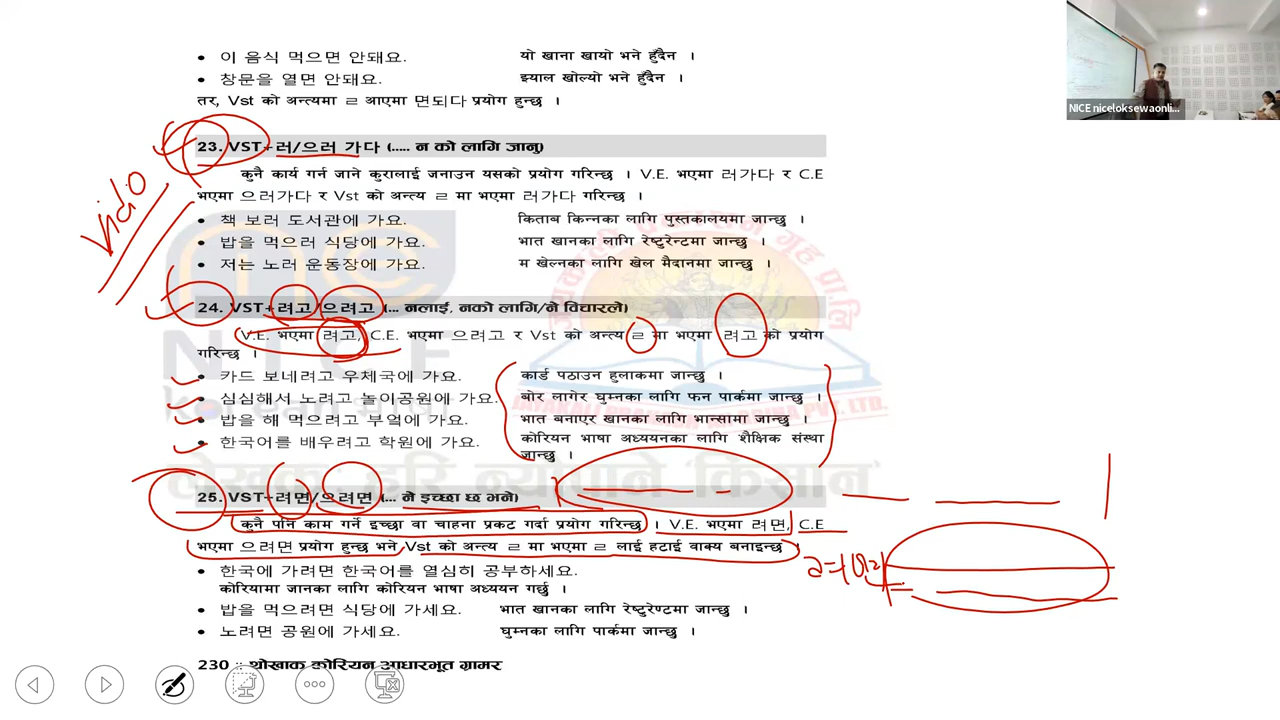 • 이 음식 먹으면 안돼요. यो खाना खायो भने हुँदैन ।
• 창문을 열면 안돼요. झ्याल खोल्यो भने हुँदैन ।
तर, Vst को अन्त्यमा ㄹ आएमा 면되다 प्रयोग हुन्छ ।
23. VST+러/으러 가다 (..... न को लागि जानु)
कुनै कार्य गर्न जाने कुरालाई जनाउन यसको प्रयोग गरिन्छ । V.E. भएमा 러가다 र C.E
भएमा 으러가다 र Vst को अन्त्य ㄹ मा भएमा 러가다 गरिन्छ ।
• 책 보러 도서관에 가요. किताब किन्नका लागि पुस्तकालयमा जान्छु ।
• 밥을 먹으러 식당에 가요. भात खानका लागि रेष्टुरेन्टमा जान्छु ।
• 저는 노러 운동장에 가요. म खेल्नका लागि खेल मैदानमा जान्छु ।
vido
24. VST+려고/으려고 (... नलाई, नको लागि/ने विचारले)
V.E. भएमा 려고, C.E. भएमा 으려고 र Vst को अन्त्य ㄹ मा भएमा 려고 को प्रयोग
गरिन्छ ।
• 카드 보네려고 우체국에 가요. कार्ड पठाउन हुलाकमा जान्छु ।
• 심심해서 노려고 놀이공원에 가요. बोर लागेर घुम्नका लागि फन पार्कमा जान्छु ।
• 밥을 해 먹으려고 부엌에 가요. भात बनाएर खानका लागि भान्सामा जान्छु ।
• 한국어를 배우려고 학원에 가요. कोरियन भाषा अध्ययनका लागि शैक्षिक संस्था
जान्छु ।
25. VST+려면/으려면 (... ने इच्छा छ भने)
कुनै पनि काम गर्ने इच्छा वा चाहना प्रकट गर्दा प्रयोग गरिन्छ । V.E. भएमा 려면, C.E
भएमा 으려면 प्रयोग हुन्छ भने Vst को अन्त्य ㄹ मा भएमा ㄹ लाई हटाई वाक्य बनाइन्छ ।
• 한국에 가려면 한국어를 열심히 공부하세요.
कोरियामा जानका लागि कोरियन भाषा अध्ययन गर्छु ।
• 밥을 먹으려면 식당에 가세요. भात खानका लागि रेष्टुरेण्टमा जान्छु ।
• 노려면 공원에 가세요. घुम्नका लागि पार्कमा जान्छु ।
230 :: थोखाक कोरियन आधारभूत ग्रामर
NICE niceloksewaonli...